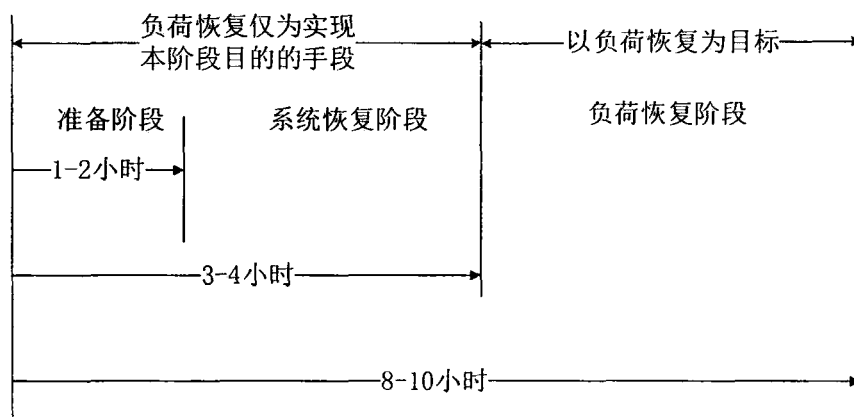 负荷恢复仅为实现
本阶段目的的手段
以负荷恢复为目标
准备阶段
系统恢复阶段
负荷恢复阶段
1-2小时
3-4小时
8-10小时